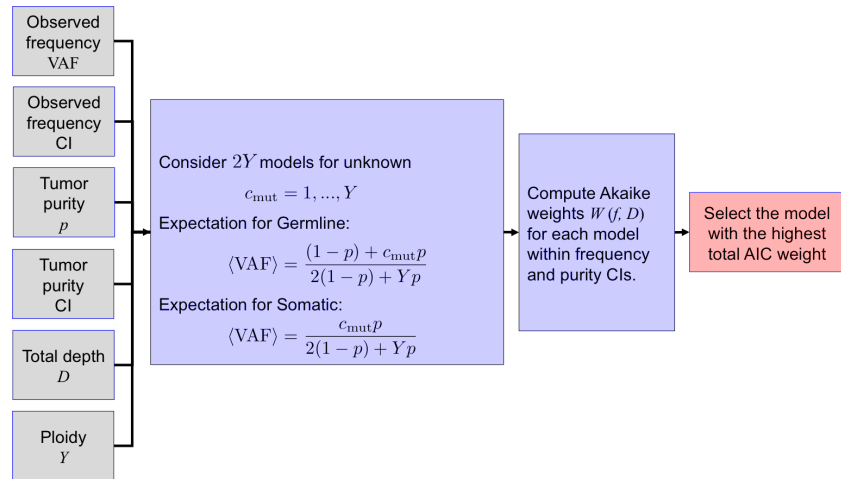 Observed
frequency
VAF
Observed
frequency
CI
Tumor
purity
p
Tumor
purity
CI
Total depth
D
Ploidy
Y
Consider 2Y models for unknown
c_mut = 1, ..., Y
Expectation for Germline:
⟨VAF⟩ = \frac{(1 − p) + c_mut p}{2(1 − p) + Y p}
Expectation for Somatic:
⟨VAF⟩ = \frac{c_mut p}{2(1 − p) + Y p}
Compute Akaike
weights W (f, D)
for each model
within frequency
and purity CIs.
Select the model
with the highest
total AIC weight